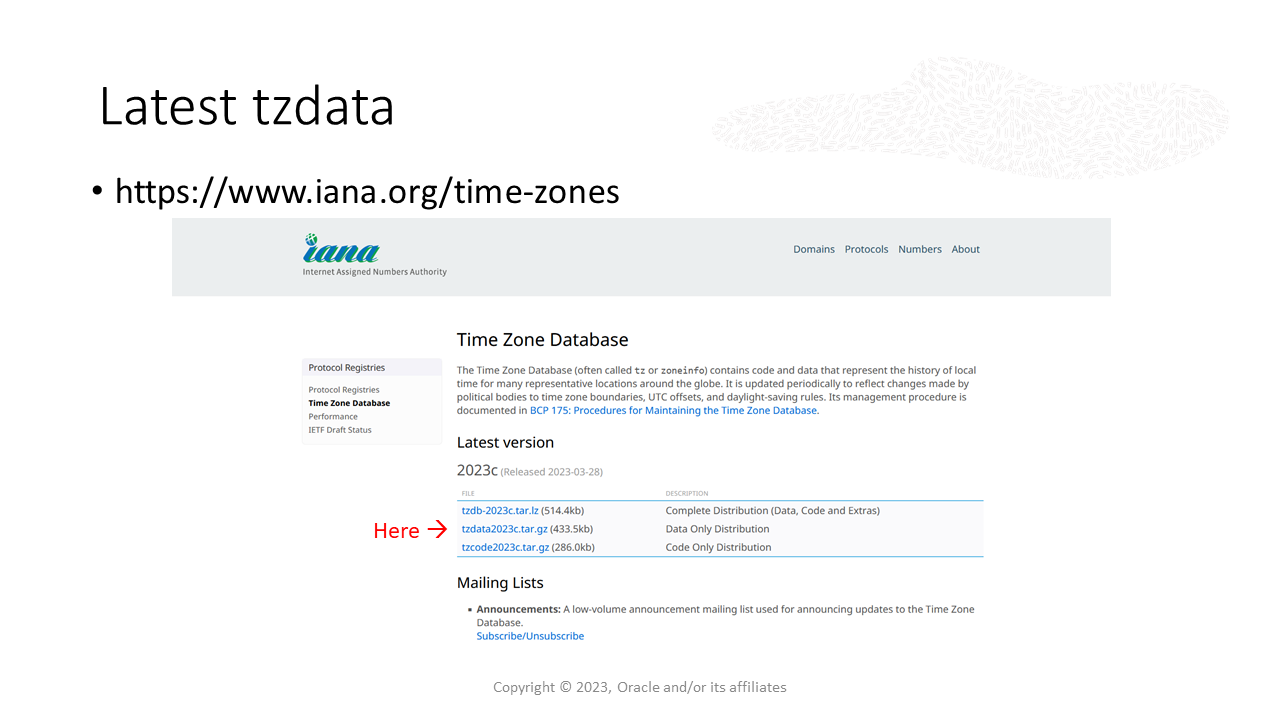 Latest tzdata
• https://www.iana.org/time-zones
iana
Internet Assigned Numbers Authority
Domains Protocols Numbers About
Protocol Registries
Protocol Registries
Time Zone Database
Performance
IETF Draft Status
Time Zone Database
The Time Zone Database (often called tz or zoneinfo) contains code and data that represent the history of local
time for many representative locations around the globe. It is updated periodically to reflect changes made by
political bodies to time zone boundaries, UTC offsets, and daylight-saving rules. Its management procedure is
documented in BCP 175: Procedures for Maintaining the Time Zone Database.
Latest version
2023c (Released 2023-03-28)
FILE DESCRIPTION
tzdb-2023c.tar.lz (514.4kb) Complete Distribution (Data, Code and Extras)
Here → tzdata2023c.tar.gz (433.5kb) Data Only Distribution
tzcode2023c.tar.gz (286.0kb) Code Only Distribution
Mailing Lists
▪ Announcements: A low-volume announcement mailing list used for announcing updates to the Time Zone
Database.
Subscribe/Unsubscribe
Copyright © 2023, Oracle and/or its affiliates